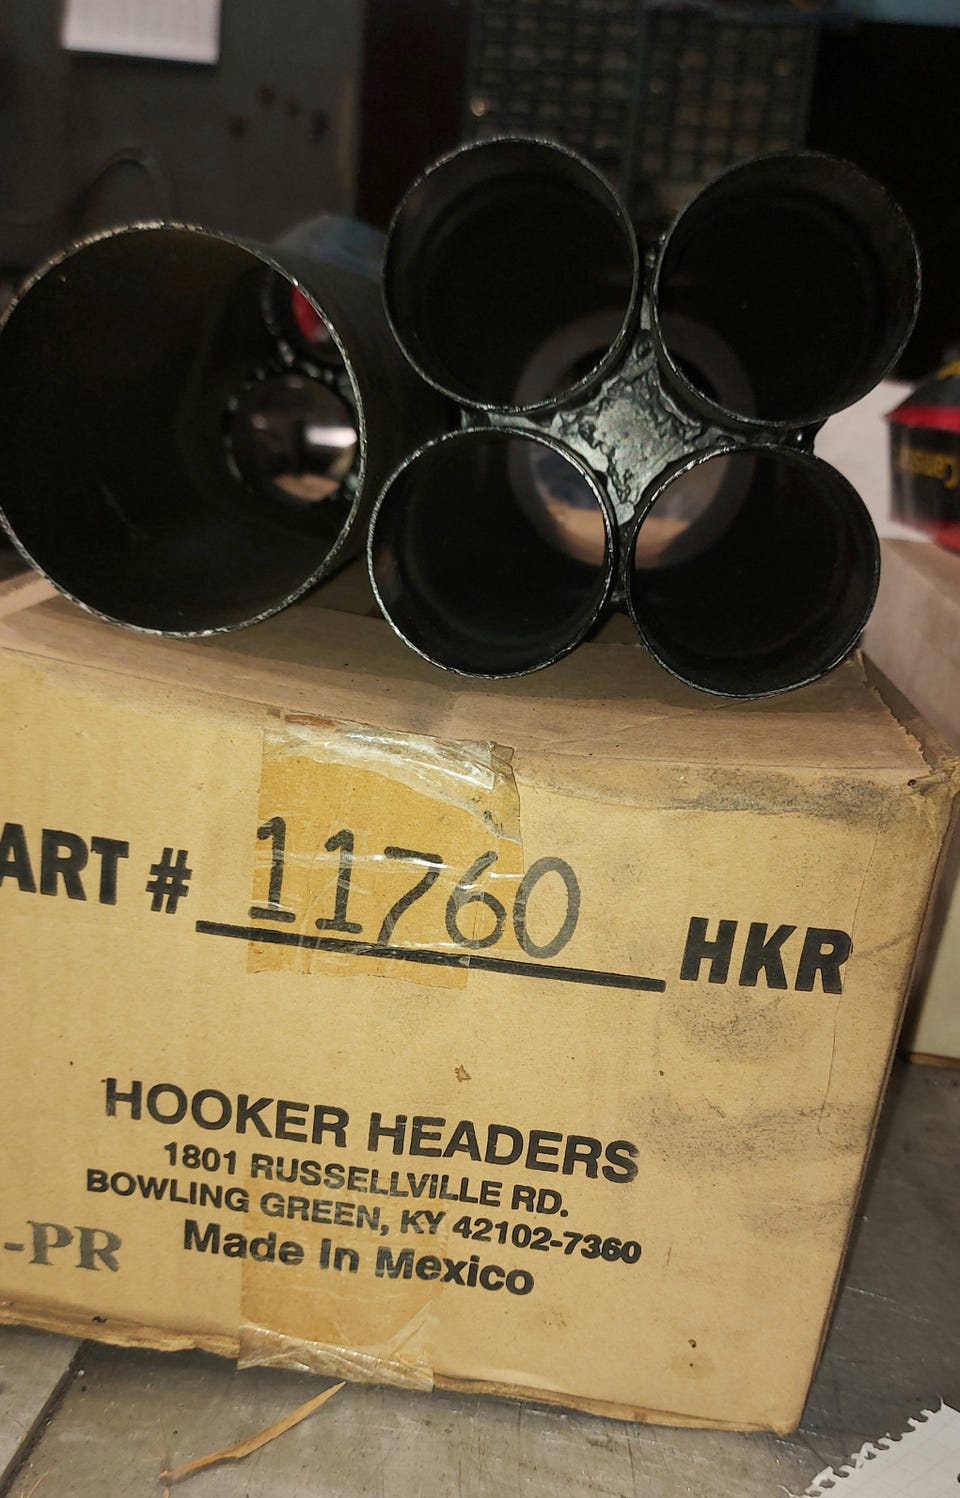 ART # 11760 HKR
HOOKER HEADERS
1801 RUSSELLVILLE RD.
BOWLING GREEN, KY 42102-7360
-PR Made In Mexico